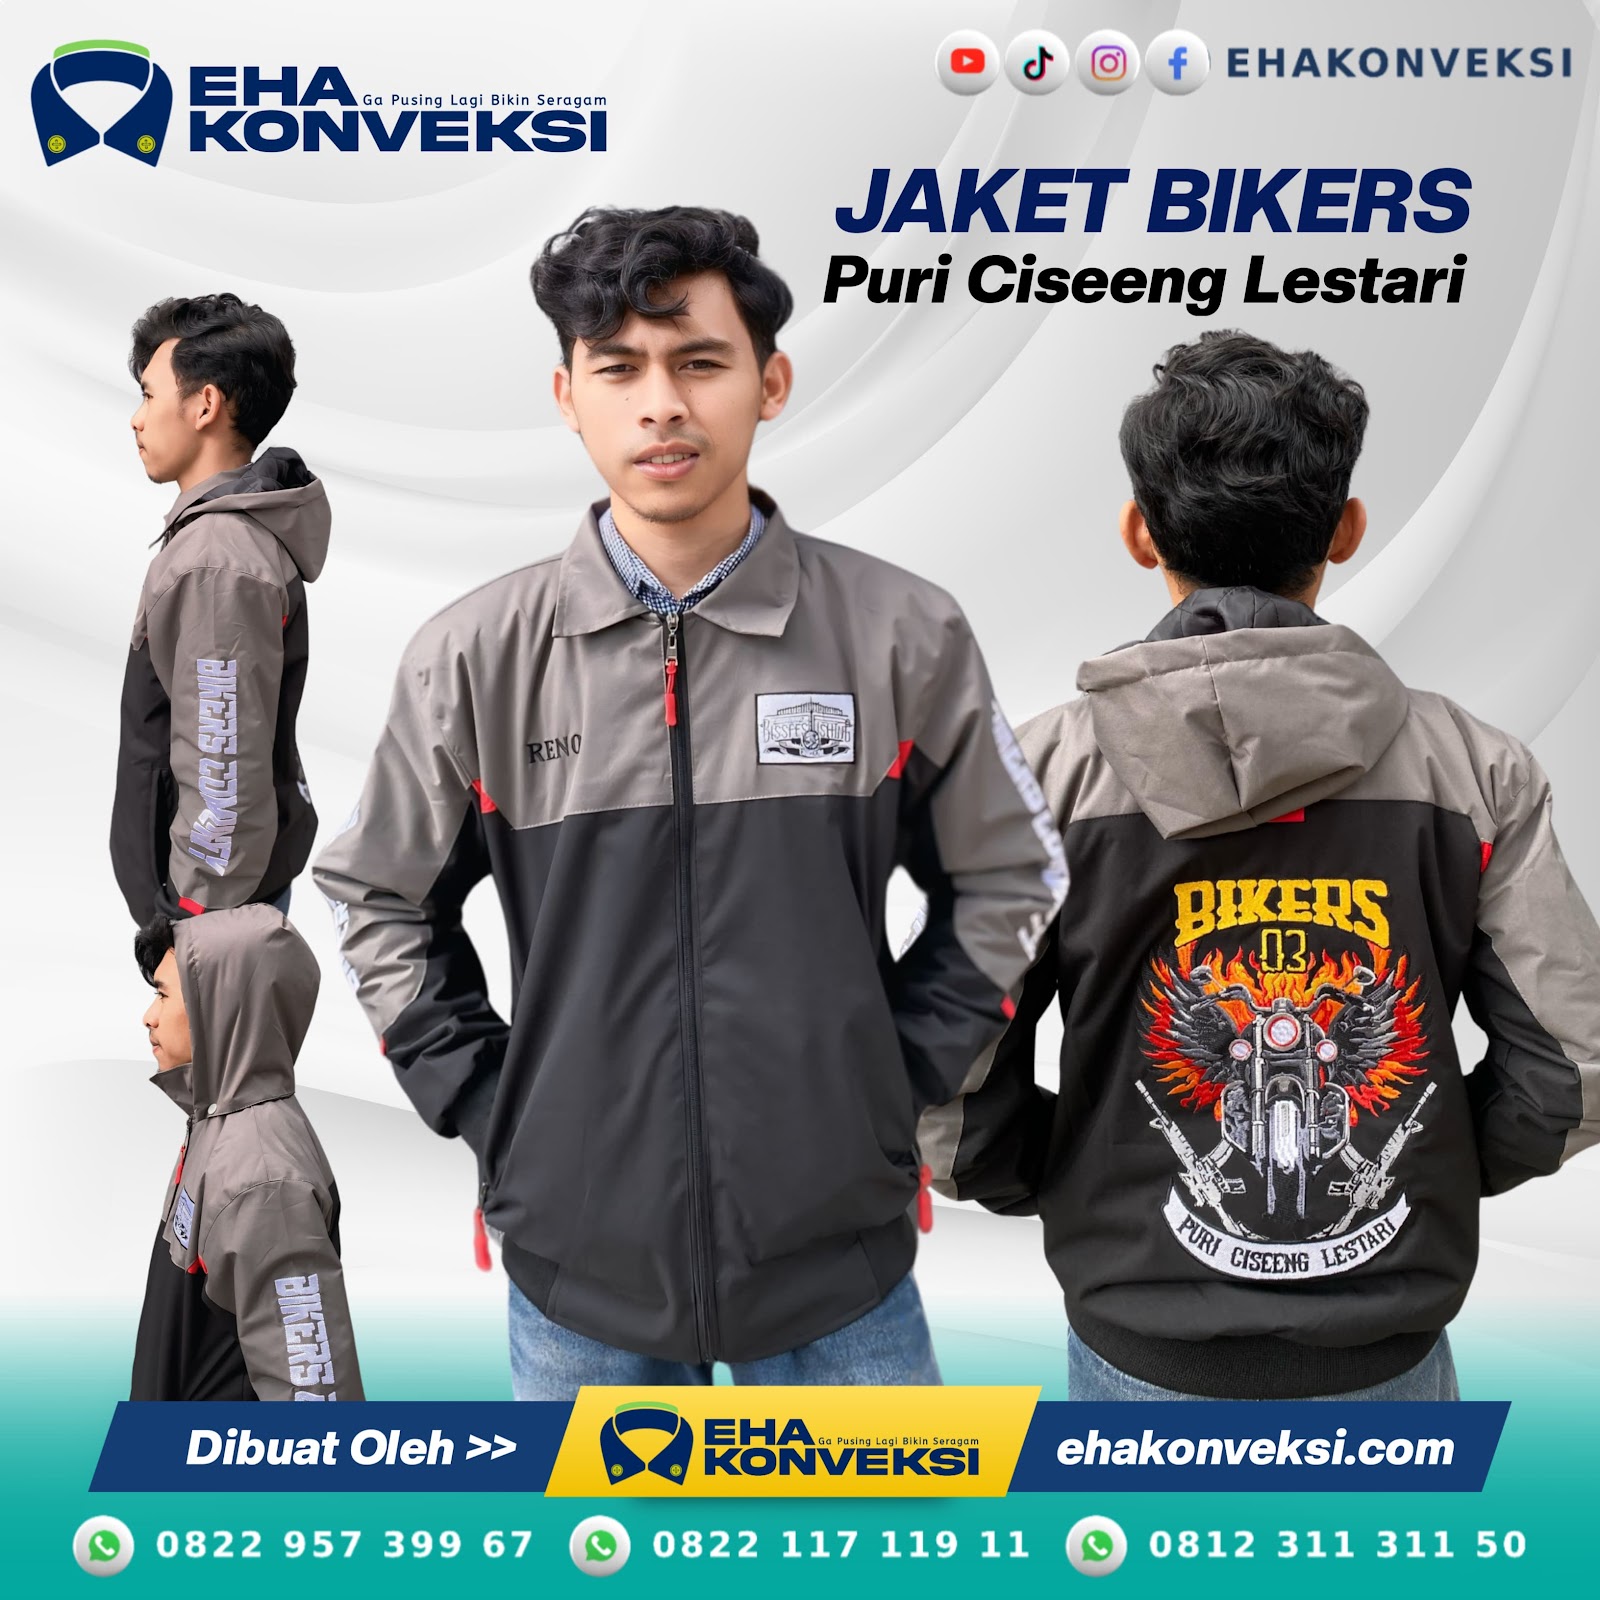 EHA
Ga Pusing Lagi Bikin Seragam
KONVEKSI
EHAKONVEKSI
JAKET BIKERS
Puri Ciseeng Lestari
RENO
BIKERS
03
PURI CISEENG LESTARI
BIKERS
Dibuat Oleh >>
EHA
Ga Pusing Lagi Bikin Seragam
KONVEKSI
ehakonveksi.com
0822 957 399 67
0822 117 119 11
0812 311 311 50